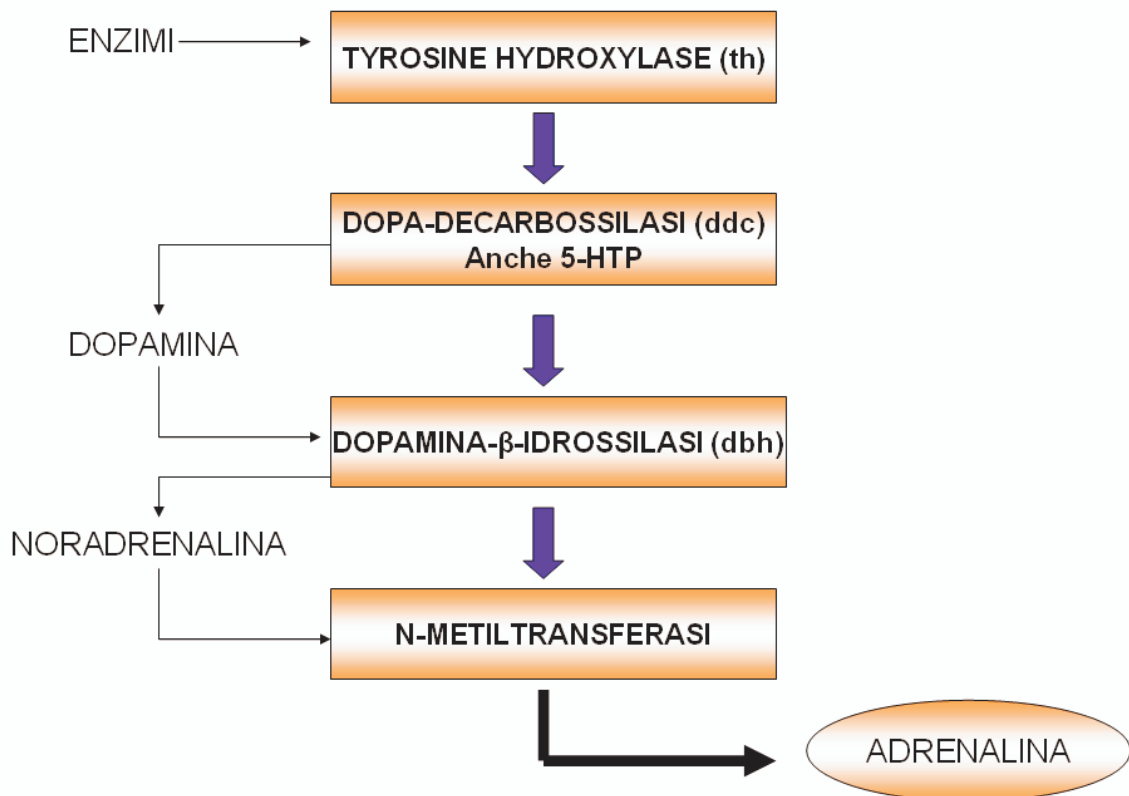 ENZIMI
TYROSINE HYDROXYLASE (th)
DOPA-DECARBOSSILASI (ddc)
Anche 5-HTP
DOPAMINA
DOPAMINA-β-IDROSSILASI (dbh)
NORADRENALINA
N-METILTRANSFERASI
ADRENALINA